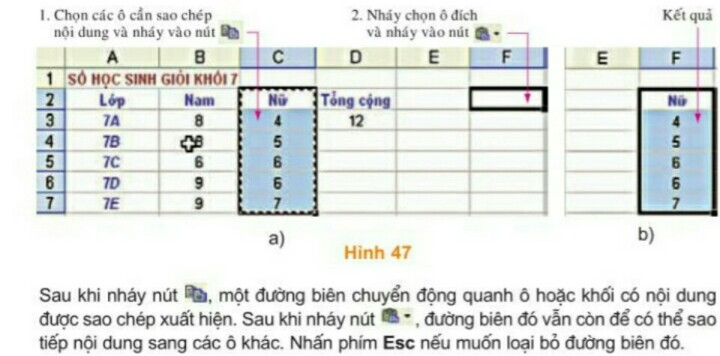 1. Chọn các ô cần sao chép
nội dung và nháy vào nút
2. Nháy chọn ô đích
và nháy vào nút
Kết quả
A B C D E F
1 SỐ HỌC SINH GIỎI KHỐI 7
2 Lớp Nam Nữ Tổng cộng
3 7A 8 4 12
4 7B 8 5
5 7C 6 6
6 7D 9 6
7 7E 9 7
E F
Nữ
4
5
6
6
7
a)
b)
Hình 47
Sau khi nháy nút , một đường biên chuyển động quanh ô hoặc khối có nội dung
được sao chép xuất hiện. Sau khi nháy nút , đường biên đó vẫn còn để có thể sao
tiếp nội dung sang các ô khác. Nhấn phím Esc nếu muốn loại bỏ đường biên đó.